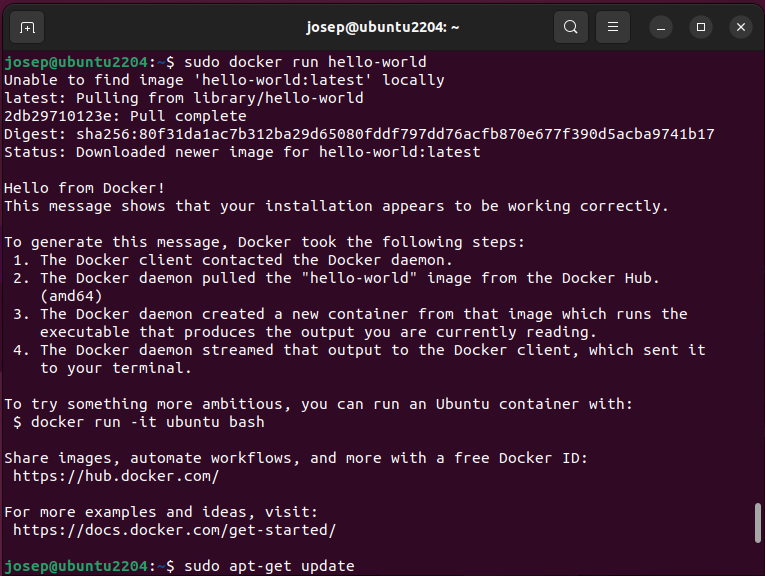 josep@ubuntu2204: ~
josep@ubuntu2204:~$ sudo docker run hello-world
Unable to find image 'hello-world:latest' locally
latest: Pulling from library/hello-world
2db29710123e: Pull complete
Digest: sha256:80f31da1ac7b312ba29d65080fddf797dd76acfb870e677f390d5acba9741b17
Status: Downloaded newer image for hello-world:latest

Hello from Docker!
This message shows that your installation appears to be working correctly.

To generate this message, Docker took the following steps:
 1. The Docker client contacted the Docker daemon.
 2. The Docker daemon pulled the "hello-world" image from the Docker Hub.
    (amd64)
 3. The Docker daemon created a new container from that image which runs the
    executable that produces the output you are currently reading.
 4. The Docker daemon streamed that output to the Docker client, which sent it
    to your terminal.

To try something more ambitious, you can run an Ubuntu container with:
 $ docker run -it ubuntu bash

Share images, automate workflows, and more with a free Docker ID:
 https://hub.docker.com/

For more examples and ideas, visit:
 https://docs.docker.com/get-started/

josep@ubuntu2204:~$ sudo apt-get update